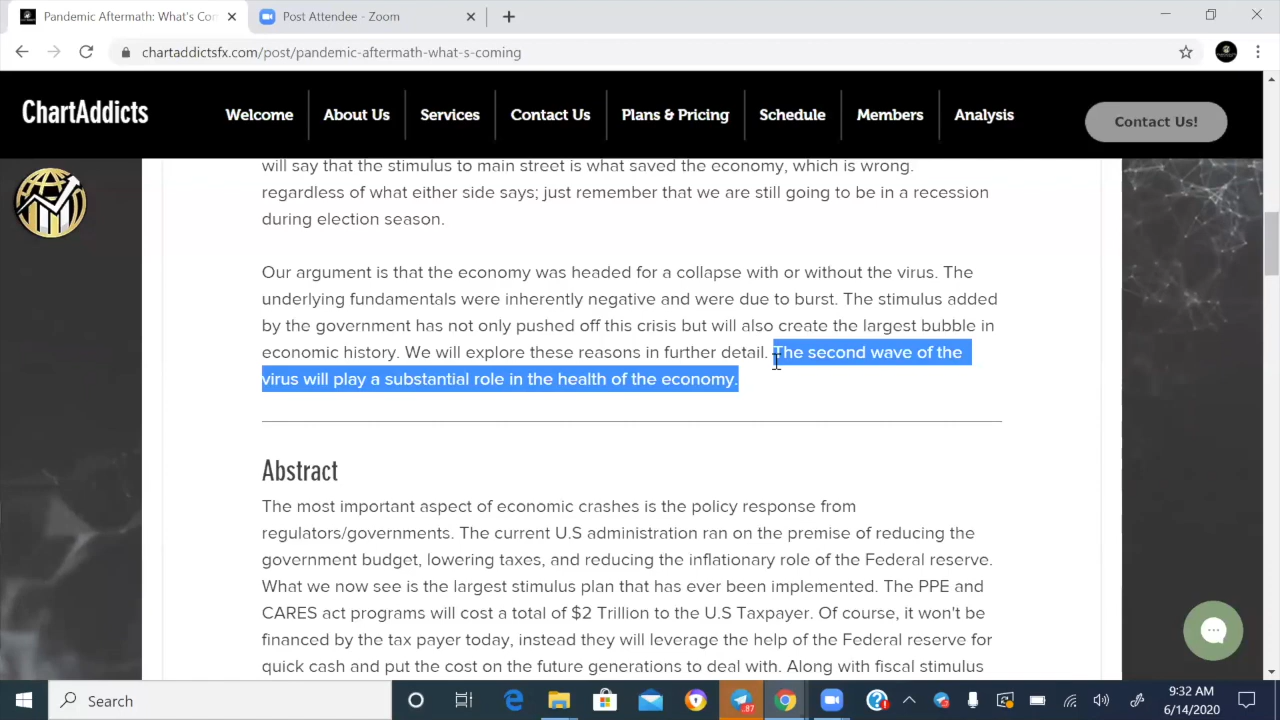 Pandemic Aftermath: What's Con
Post Attendee - Zoom
chartaddictsfx.com/post/pandemic-aftermath-what-s-coming
ChartAddicts
Welcome
About Us
Services
Contact Us
Plans & Pricing
Schedule
Members
Analysis
Contact Us!
will say that the stimulus to main street is what saved the economy, which is wrong.
regardless of what either side says; just remember that we are still going to be in a recession
during election season.
Our argument is that the economy was headed for a collapse with or without the virus. The
underlying fundamentals were inherently negative and were due to burst. The stimulus added
by the government has not only pushed off this crisis but will also create the largest bubble in
economic history. We will explore these reasons in further detail. The second wave of the
virus will play a substantial role in the health of the economy.
Abstract
The most important aspect of economic crashes is the policy response from
regulators/governments. The current U.S administration ran on the premise of reducing the
government budget, lowering taxes, and reducing the inflationary role of the Federal reserve.
What we now see is the largest stimulus plan that has ever been implemented. The PPE and
CARES act programs will cost a total of $2 Trillion to the U.S Taxpayer. Of course, it won't be
financed by the tax payer today, instead they will leverage the help of the Federal reserve for
quick cash and put the cost on the future generations to deal with. Along with fiscal stimulus
Search
87
9:32 AM
6/14/2020